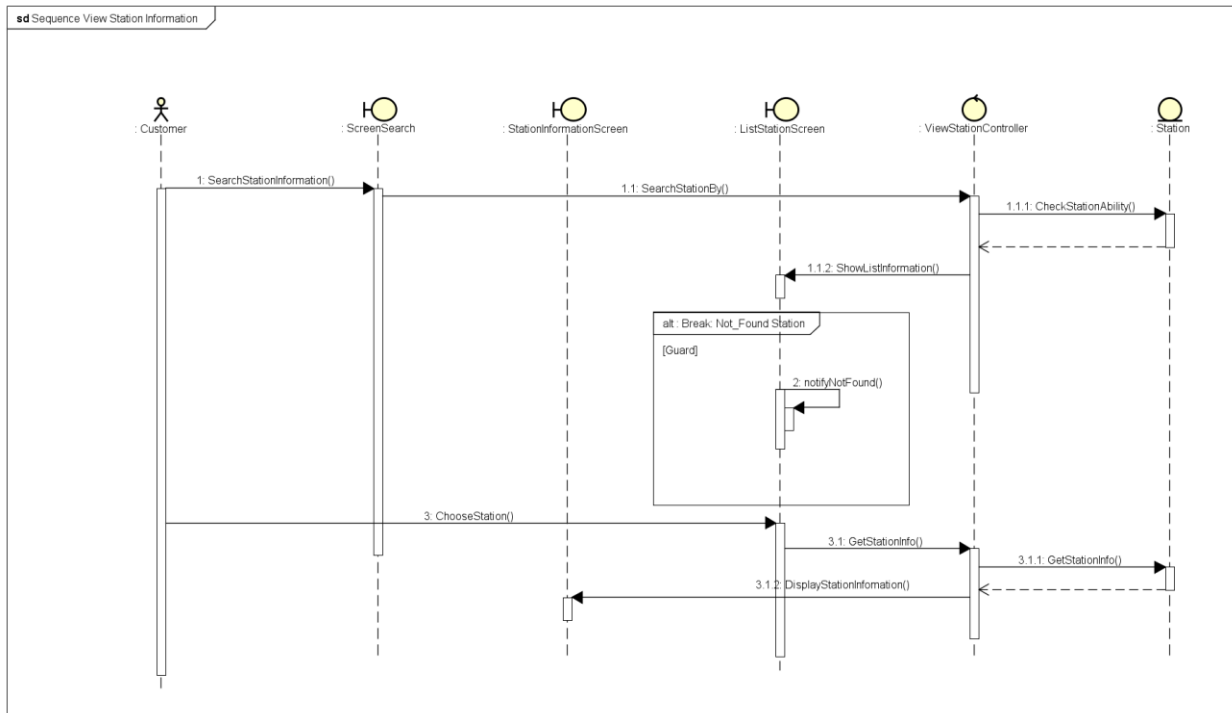 sd Sequence View Station Information
: Customer
: ScreenSearch
: StationInformationScreen
: ListStationScreen
: ViewStationController
: Station
1: SearchStationInformation()
1.1: SearchStationBy()
1.1.1: CheckStationAbility()
1.1.2: ShowListInformation()
alt : Break: Not_Found Station
[Guard]
2: notifyNotFound()
3: ChooseStation()
3.1: GetStationInfo()
3.1.1: GetStationInfo()
3.1.2: DisplayStationInfomation()